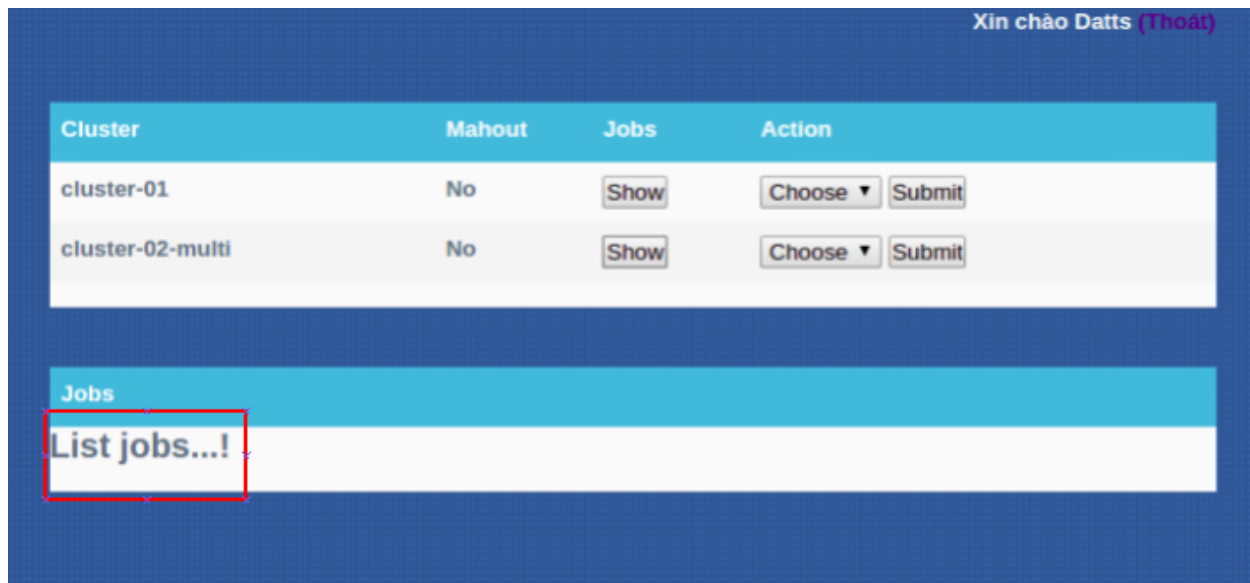 Xin chào Datts (Thoát)
Cluster Mahout Jobs Action
cluster-01 No Show Choose Submit
cluster-02-multi No Show Choose Submit
Jobs
List jobs...!